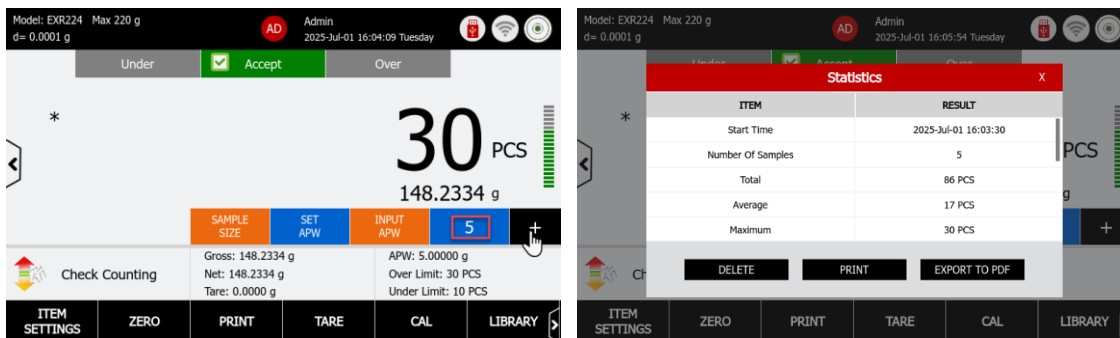 Model: EXR224 Max 220 g
d= 0.0001 g
AD
Admin
2025-Jul-01 16:04:09 Tuesday
Under
Accept
Over
*
30 PCS
148.2334 g
SAMPLE SIZE
SET APW
INPUT APW
5
+
Check Counting
Gross: 148.2334 g
Net: 148.2334 g
Tare: 0.0000 g
APW: 5.00000 g
Over Limit: 30 PCS
Under Limit: 10 PCS
ITEM SETTINGS
ZERO
PRINT
TARE
CAL
LIBRARY
Model: EXR224 Max 220 g
d= 0.0001 g
AD
Admin
2025-Jul-01 16:05:54 Tuesday
Under
Accept
Over
*
Statistics X
ITEM RESULT
Start Time 2025-Jul-01 16:03:30
Number Of Samples 5
Total 86 PCS
Average 17 PCS
Maximum 30 PCS
DELETE
PRINT
EXPORT TO PDF
PCS
g
+
Ch
ITEM SETTINGS
ZERO
PRINT
TARE
CAL
LIBRARY